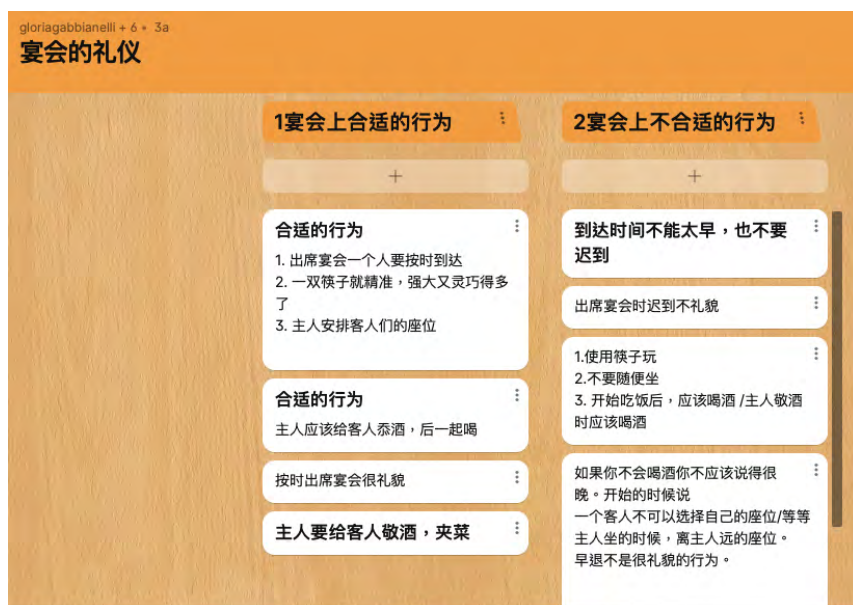 gloriagabbianelli + 6 • 3a
宴会的礼仪
1宴会上合适的行为
+
合适的行为
1. 出席宴会一个人要按时到达
2. 一双筷子就精准，强大又灵巧得多
了
3. 主人安排客人们的座位
合适的行为
主人应该给客人忝酒，后一起喝
按时出席宴会很礼貌
主人要给客人敬酒，夹菜
2宴会上不合适的行为
+
到达时间不能太早，也不要
迟到
出席宴会时迟到不礼貌
1.使用筷子玩
2.不要随便坐
3. 开始吃饭后，应该喝酒 /主人敬酒
时应该喝酒
如果你不会喝酒你不应该说得很
晚。开始的时候说
一个客人不可以选择自己的座位/等等
主人坐的时候，离主人远的座位。
早退不是很礼貌的行为。